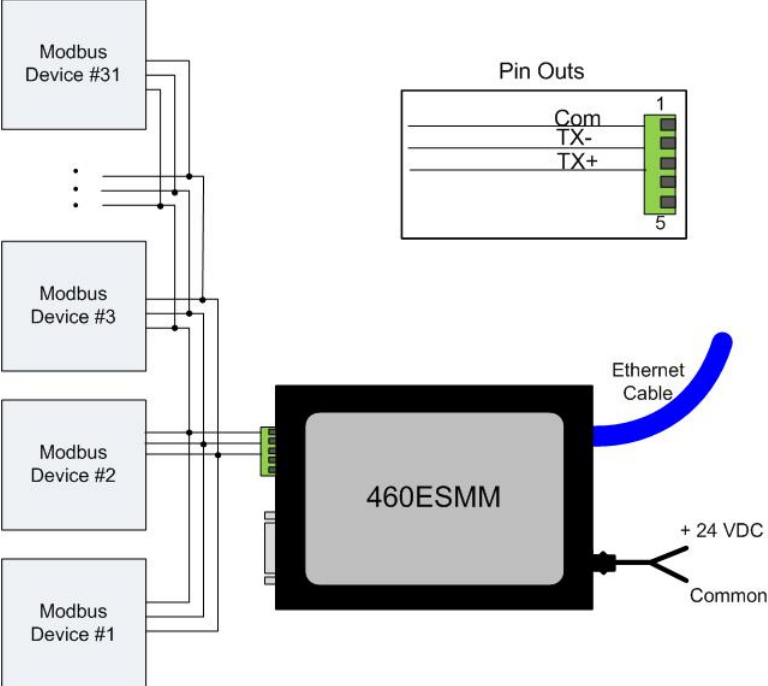 Modbus
Device #31
Pin Outs
1
Com
TX-
TX+
5
Modbus
Device #3
Ethernet
Cable
Modbus
Device #2
460ESMM
+ 24 VDC
Common
Modbus
Device #1